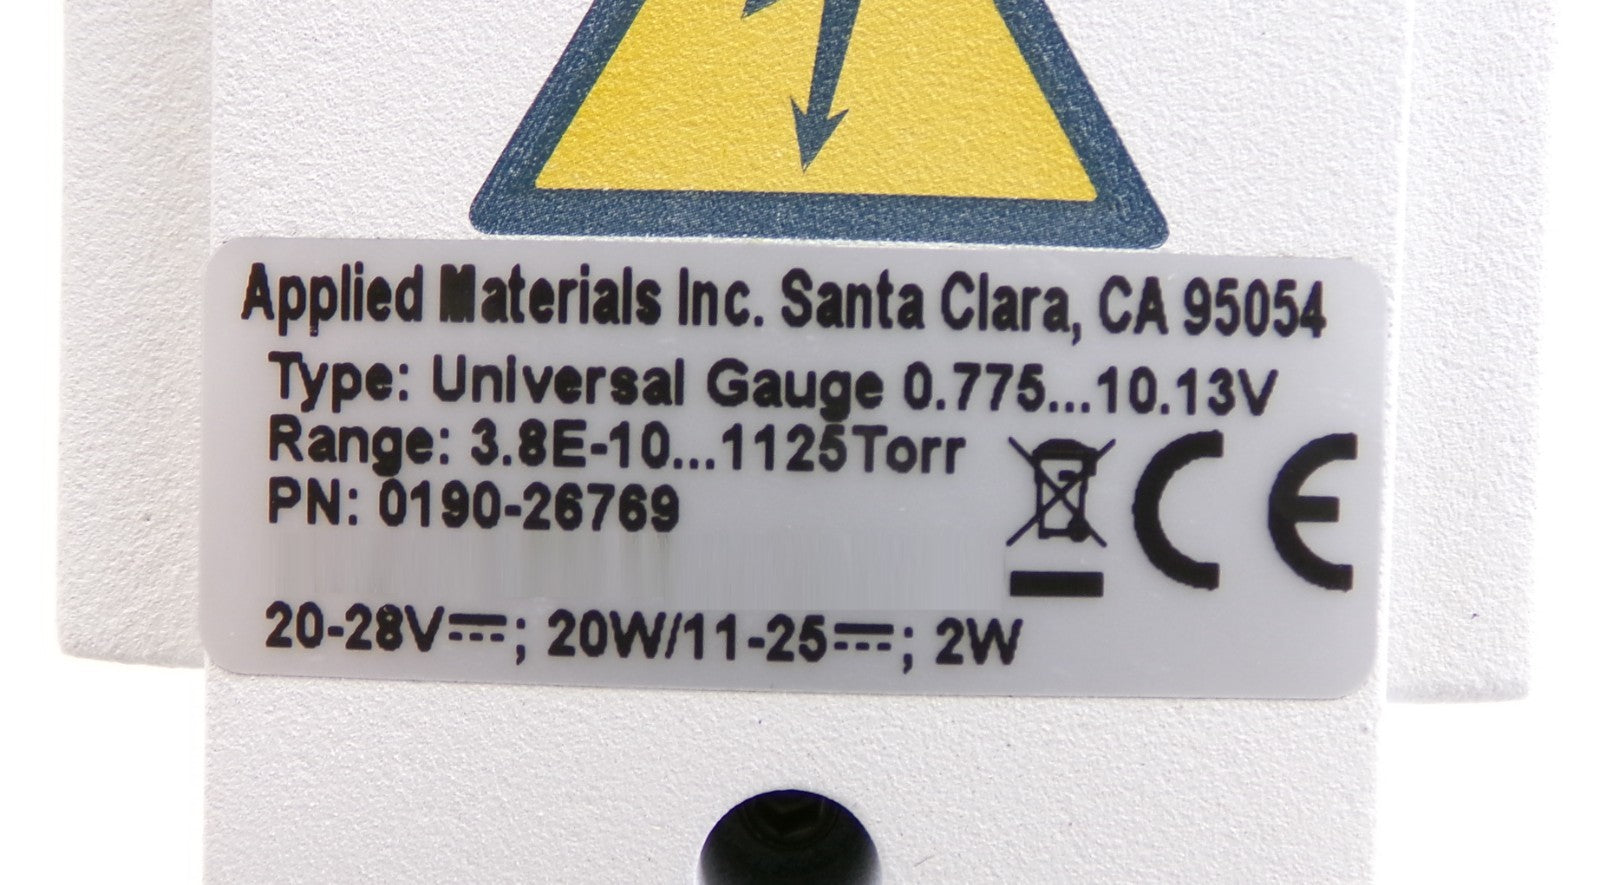 Applied Materials Inc. Santa Clara, CA 95054
Type: Universal Gauge 0.775...10.13V
Range: 3.8E-10...1125Torr
PN: 0190-26769
CE
20-28V⎓; 20W/11-25⎓; 2W